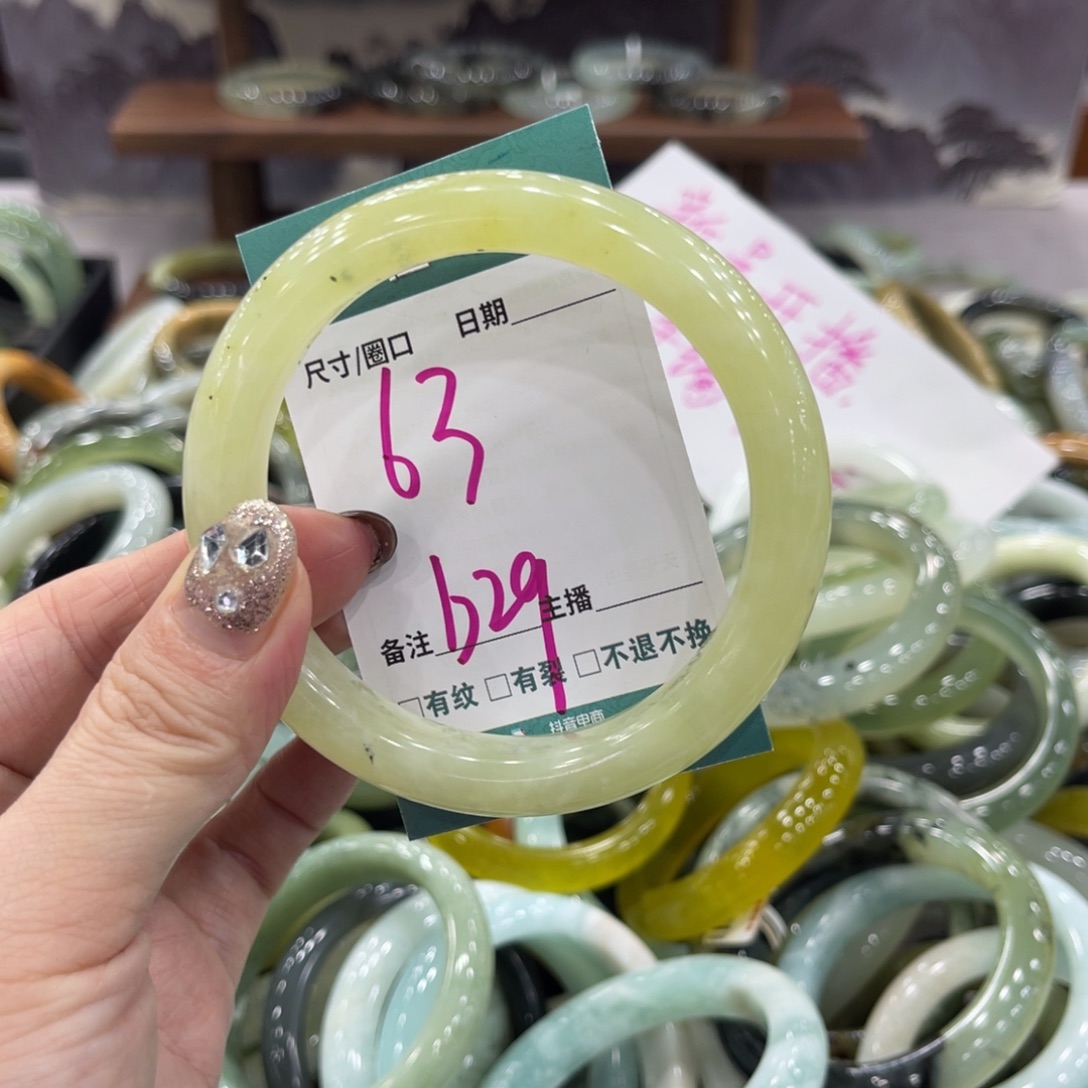 尺寸/圈口 日期
63
备注 b29 主播
□有纹 □有裂 □不退不换
抖音电商